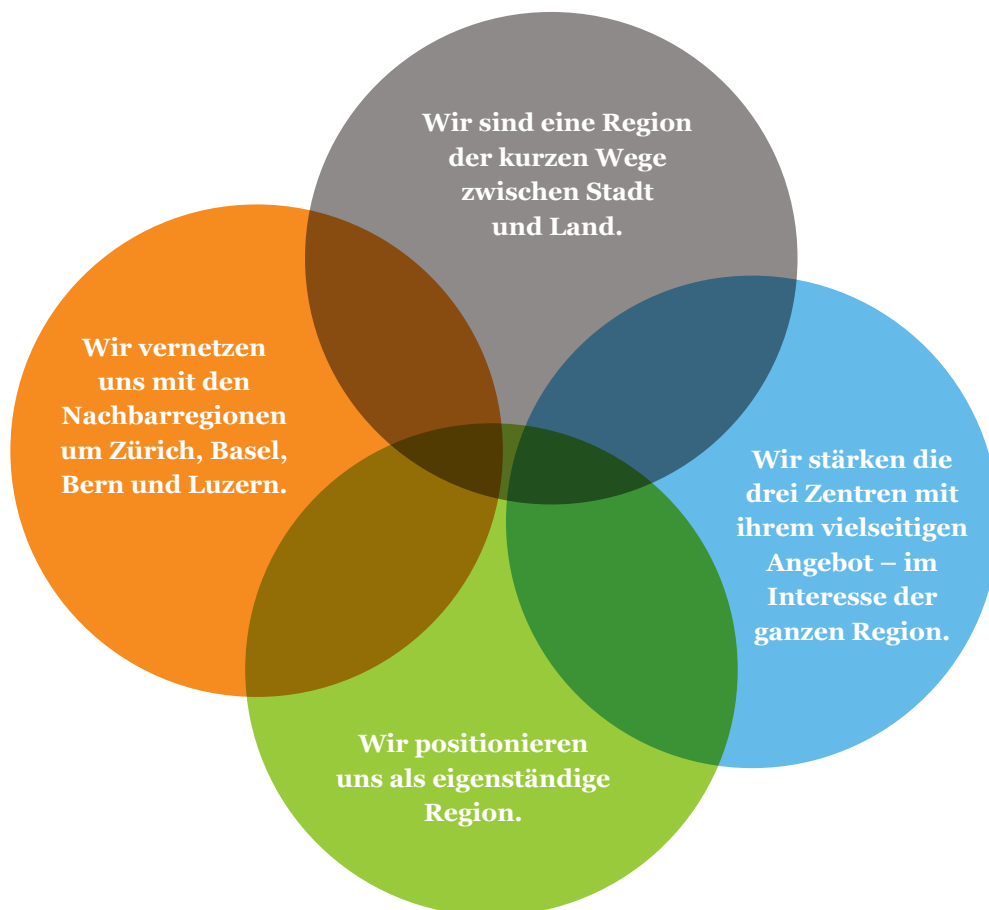 Wir sind eine Region
der kurzen Wege
zwischen Stadt
und Land.
Wir vernetzen
uns mit den
Nachbarregionen
um Zürich, Basel,
Bern und Luzern.
Wir stärken die
drei Zentren mit
ihrem vielseitigen
Angebot – im
Interesse der
ganzen Region.
Wir positionieren
uns als eigenständige
Region.